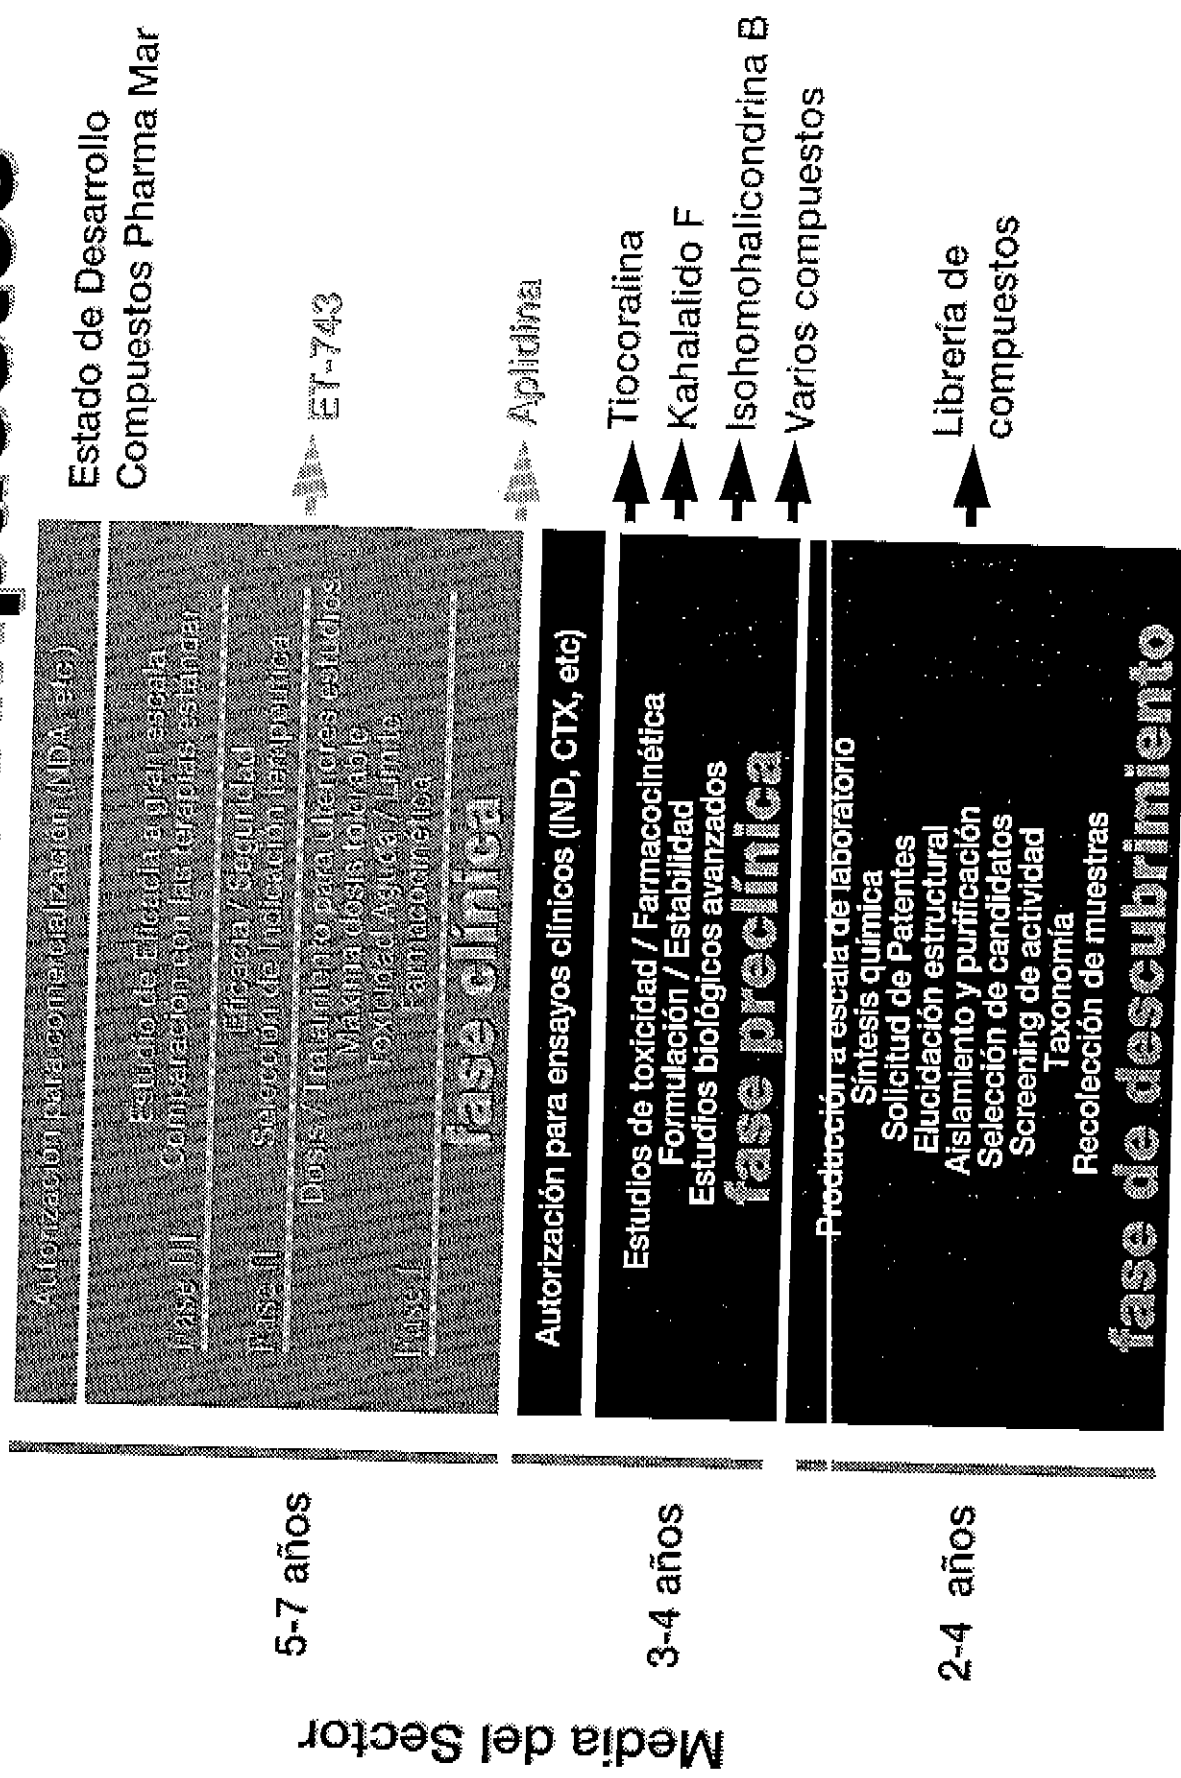 Estado de Desarrollo
Compuestos Pharma Mar
Autorización para comercialización (NDA, etc)
Estudio de Eficacia a gran escala
Fase III Comparación con las terapias estándar
Eficacia / Seguridad
Fase II Selección de indicación terapéutica
Dosis / Tratamiento para ulteriores estudios
Máxima dosis tolerable
Toxicidad Aguda / Límite
Fase I Farmacocinética
fase clínica
ET-743
Aplidina
5-7 años
Autorización para ensayos clínicos (IND, CTX, etc)
Estudios de toxicidad / Farmacocinética
Formulación / Estabilidad
Estudios biológicos avanzados
fase preclínica
Tiocoralina
Kahalalido F
Isohomohalicondrina B
Varios compuestos
3-4 años
Producción a escala de laboratorio
Síntesis química
Solicitud de Patentes
Elucidación estructural
Aislamiento y purificación
Selección de candidatos
Screening de actividad
Taxonomía
Recolección de muestras
fase de descubrimiento
Librería de
compuestos
2-4 años
Media del Sector